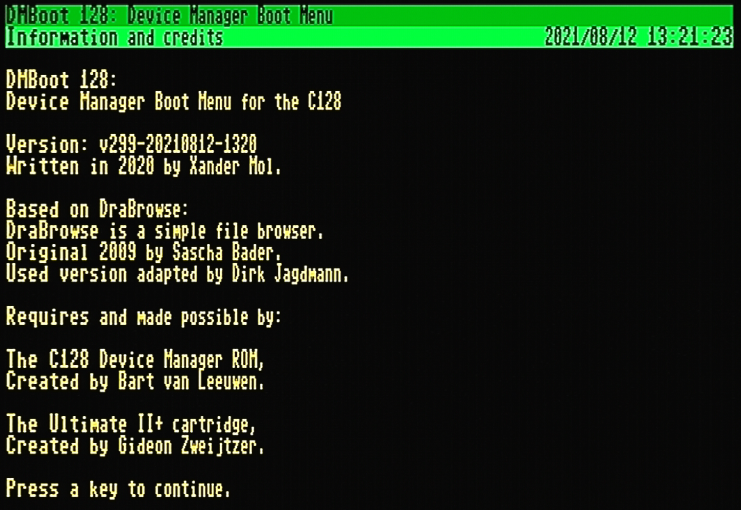 DMBoot 128: Device Manager Boot Menu
Information and credits 2021/08/12 13:21:23
DMBoot 128:
Device Manager Boot Menu for the C128
Version: v299-20210812-1320
Written in 2020 by Xander Mol.
Based on DraBrowse:
DraBrowse is a simple file browser.
Original 2009 by Sascha Bader.
Used version adapted by Dirk Jagdmann.
Requires and made possible by:
The C128 Device Manager ROM,
Created by Bart van Leeuwen.
The Ultimate II+ cartridge,
Created by Gideon Zweijtzer.
Press a key to continue.